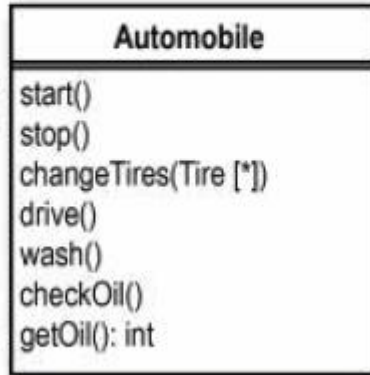 Automobile
start()
stop()
changeTires(Tire [*])
drive()
wash()
checkOil()
getOil(): int